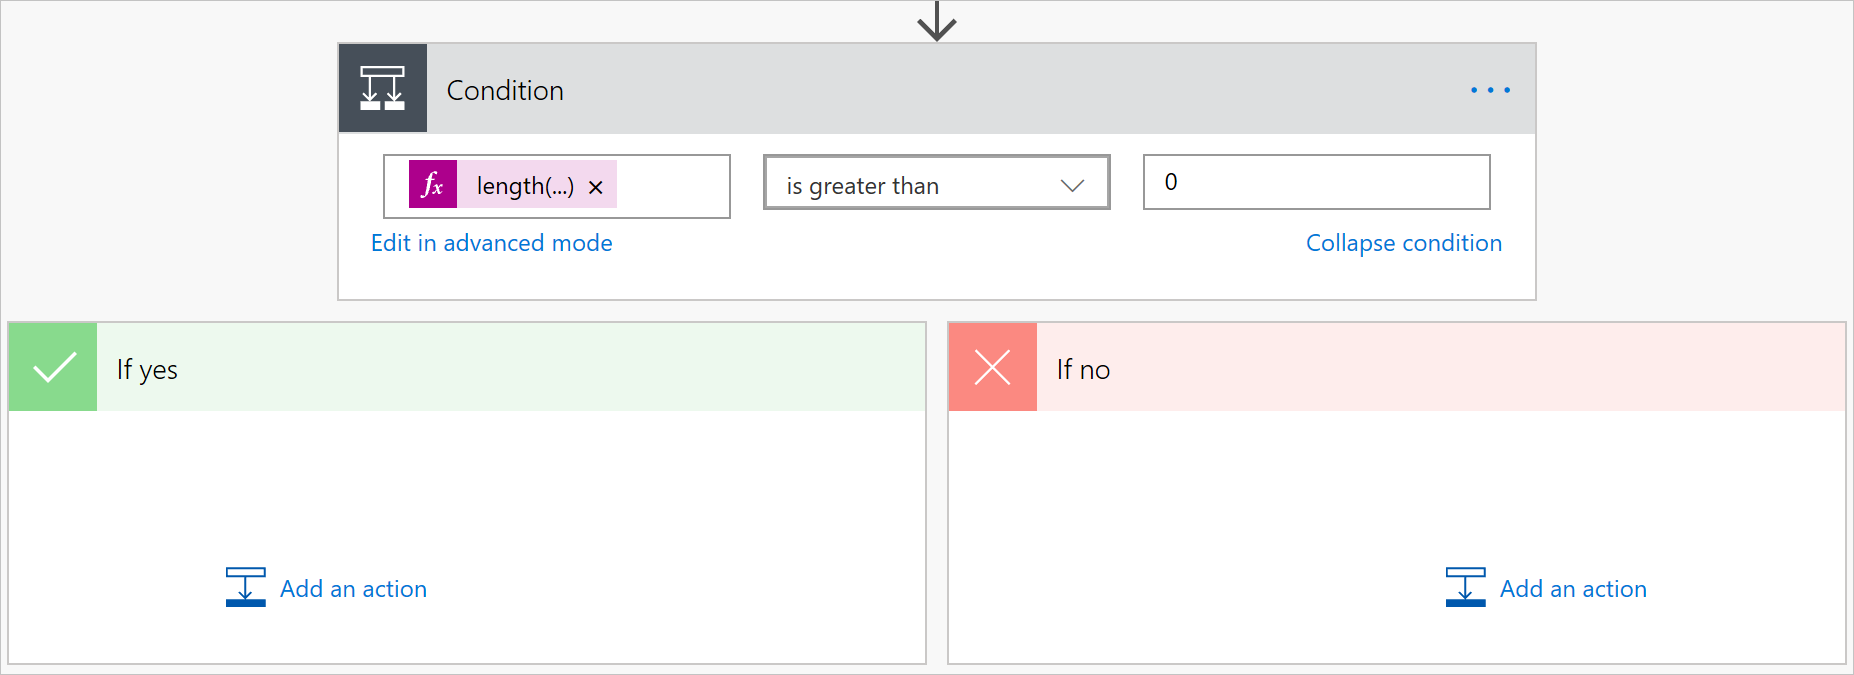 Condition
fx length(...) ×
is greater than
0
Edit in advanced mode
Collapse condition
If yes
If no
Add an action
Add an action